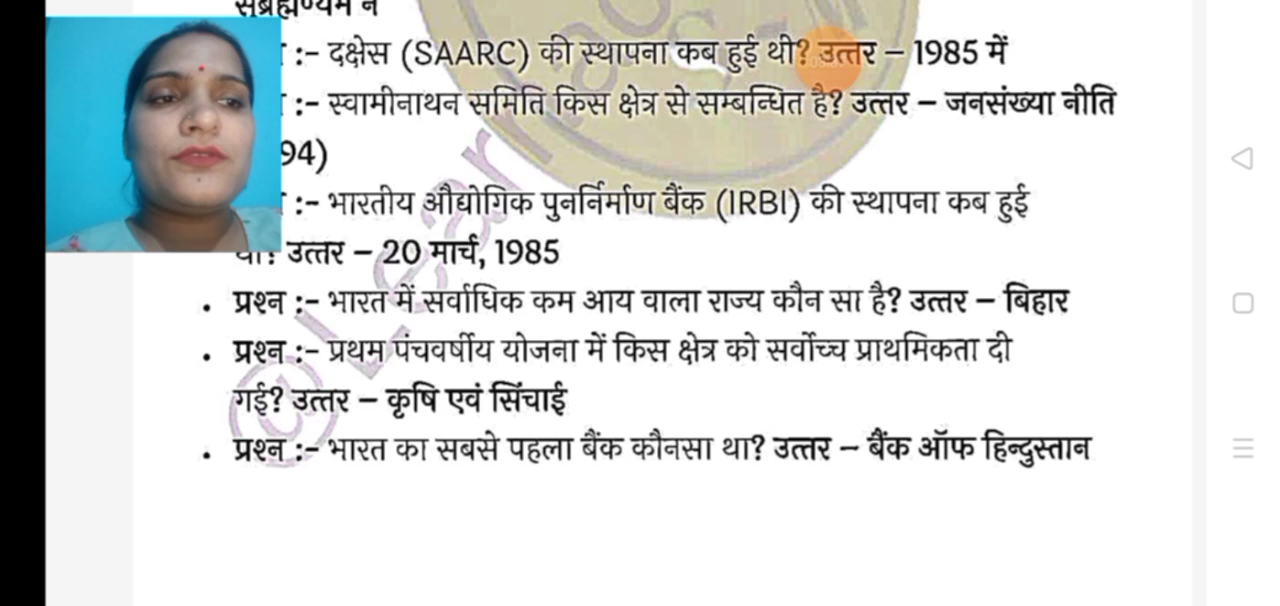 सुब्रह्मण्यम ने
:- दक्षेस (SAARC) की स्थापना कब हुई थी? उत्तर – 1985 में
:- स्वामीनाथन समिति किस क्षेत्र से सम्बन्धित है? उत्तर – जनसंख्या नीति
94)
:- भारतीय औद्योगिक पुनर्निर्माण बैंक (IRBI) की स्थापना कब हुई
थी? उत्तर – 20 मार्च, 1985
• प्रश्न :- भारत में सर्वाधिक कम आय वाला राज्य कौन सा है? उत्तर – बिहार
• प्रश्न :- प्रथम पंचवर्षीय योजना में किस क्षेत्र को सर्वोच्च प्राथमिकता दी
गई? उत्तर – कृषि एवं सिंचाई
• प्रश्न :- भारत का सबसे पहला बैंक कौनसा था? उत्तर – बैंक ऑफ हिन्दुस्तान